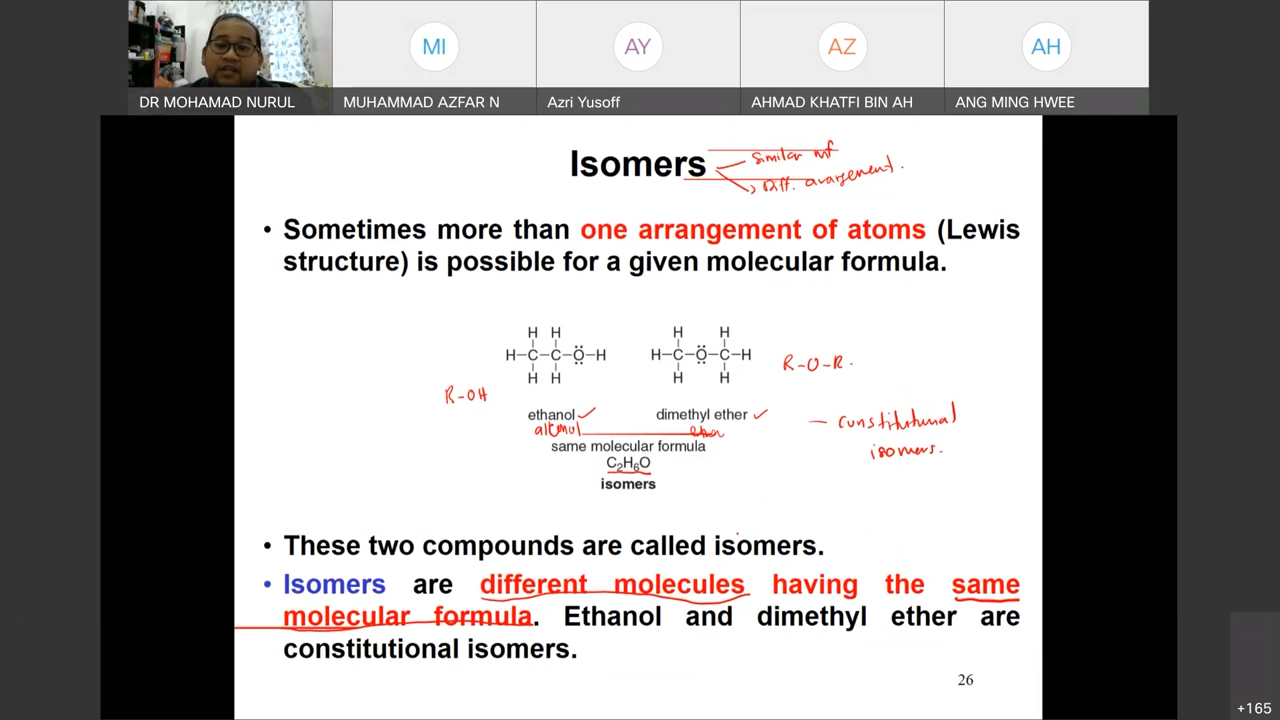 MI
AY
AZ
AH
DR MOHAMAD NURUL
MUHAMMAD AZFAR N
Azri Yusoff
AHMAD KHATFI BIN AH
ANG MING HWEE
Isomers
Similar mf
Diff. arangement.
• Sometimes more than one arrangement of atoms (Lewis
structure) is possible for a given molecular formula.
H H
H–C–C–Ö–H
H H
H H
H–C–Ö–C–H
H H
R-O-R.
R-OH
ethanol ✓
dimethyl ether ✓
— constitutional
isomers.
same molecular formula
C₂H₆O
isomers
• These two compounds are called isomers.
• Isomers are different molecules having the same
molecular formula. Ethanol and dimethyl ether are
constitutional isomers.
26
+165